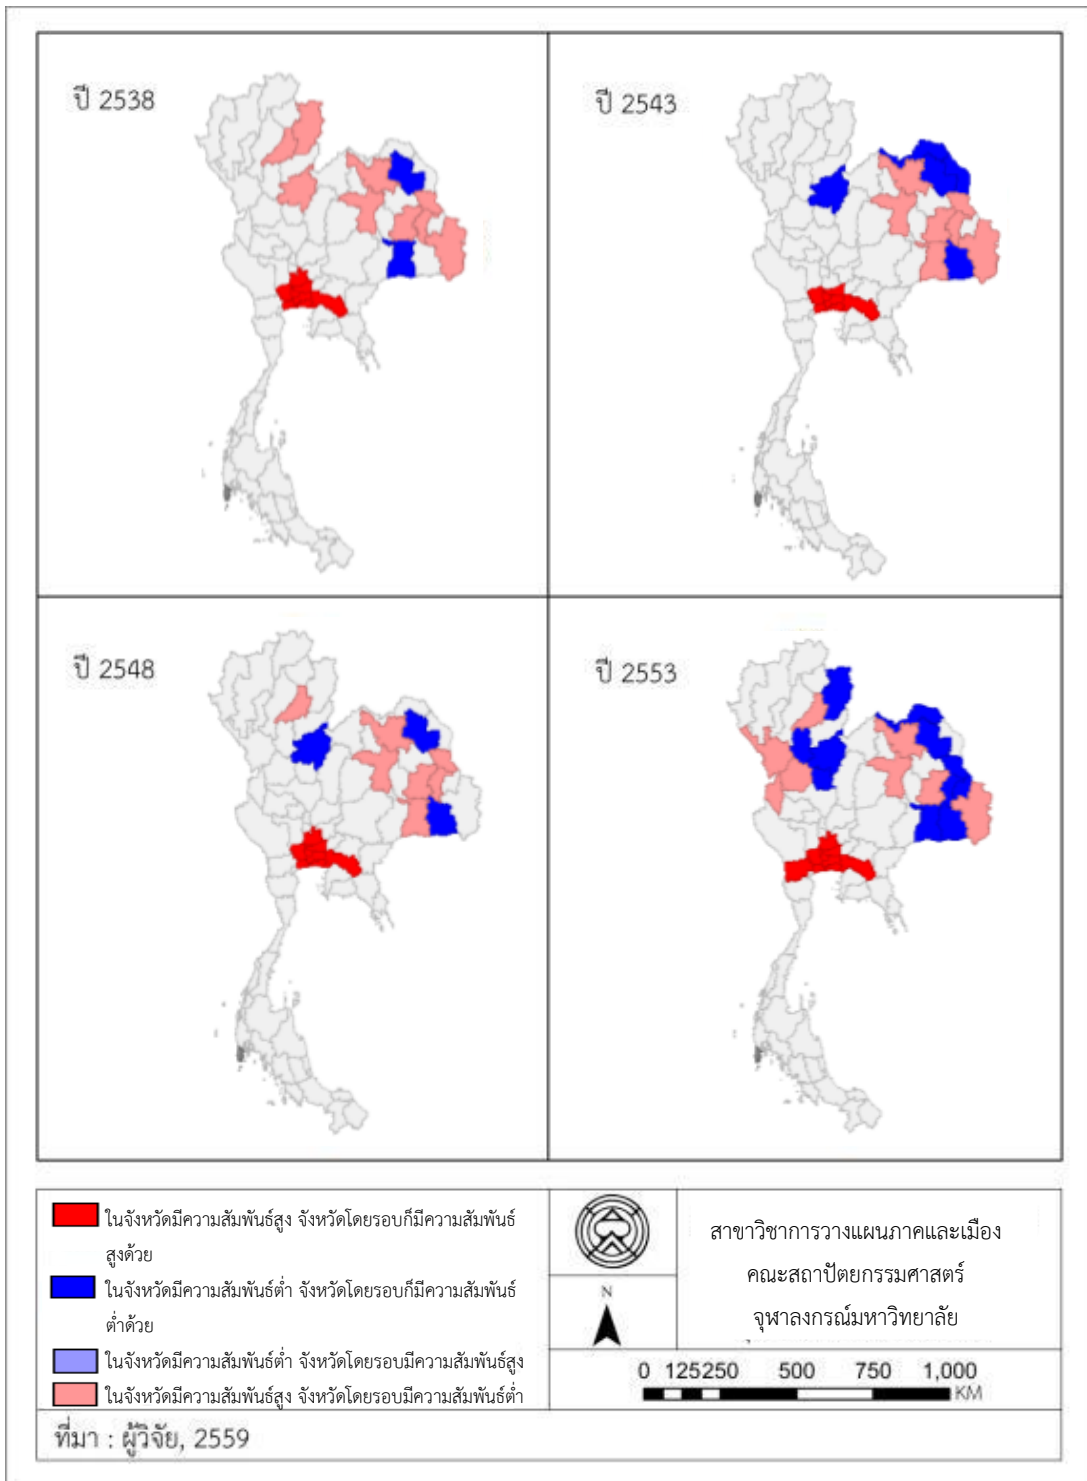 ปี 2538
ปี 2543
ปี 2548
ปี 2553
ในจังหวัดมีความสัมพันธ์สูง จังหวัดโดยรอบก็มีความสัมพันธ์
สูงด้วย
ในจังหวัดมีความสัมพันธ์ต่ำ จังหวัดโดยรอบก็มีความสัมพันธ์
ต่ำด้วย
ในจังหวัดมีความสัมพันธ์ต่ำ จังหวัดโดยรอบมีความสัมพันธ์สูง
ในจังหวัดมีความสัมพันธ์สูง จังหวัดโดยรอบมีความสัมพันธ์ต่ำ
N
สาขาวิชาการวางแผนภาคและเมือง
คณะสถาปัตยกรรมศาสตร์
จุฬาลงกรณ์มหาวิทยาลัย
0 125250 500 750 1,000
KM
ที่มา : ผู้วิจัย, 2559